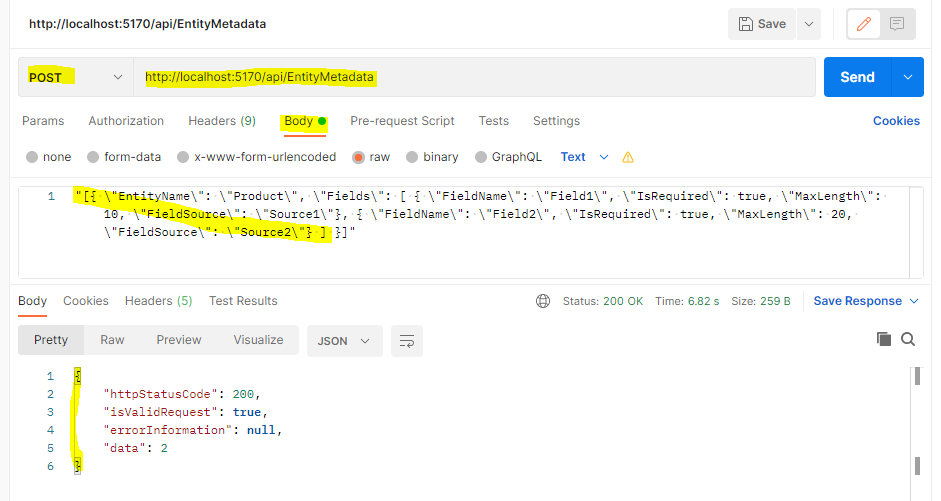 http://localhost:5170/api/EntityMetadata
Save
POST
http://localhost:5170/api/EntityMetadata
Send
Params Authorization Headers (9) Body Pre-request Script Tests Settings Cookies
none form-data x-www-form-urlencoded raw binary GraphQL Text
1 "[{ \"EntityName\": \"Product\", \"Fields\": [ { \"FieldName\": \"Field1\", \"IsRequired\": true, \"MaxLength\":
10, \"FieldSource\": \"Source1\"}, { \"FieldName\": \"Field2\", \"IsRequired\": true, \"MaxLength\": 20,
\"FieldSource\": \"Source2\"} ] }]"
Body Cookies Headers (5) Test Results Status: 200 OK Time: 6.82 s Size: 259 B Save Response
Pretty Raw Preview Visualize JSON
1 {
2 "httpStatusCode": 200,
3 "isValidRequest": true,
4 "errorInformation": null,
5 "data": 2
6 }